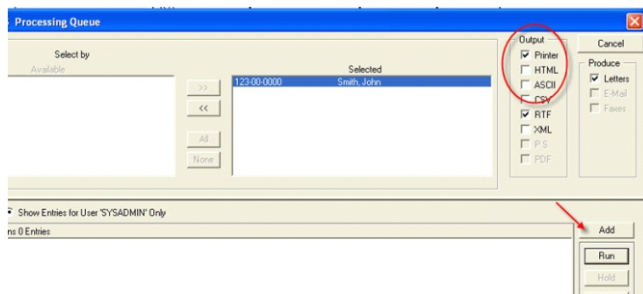 Processing Queue
Select by
Available
Selected
123-00-0000 Smith, John
>>
<<
All
None
Output
Printer
HTML
ASCII
CSV
RTF
XML
PS
PDF
Cancel
Produce
Letters
E-Mail
Faxes
Show Entries for User 'SYSADMIN' Only
ns 0 Entries
Add
Run
Hold